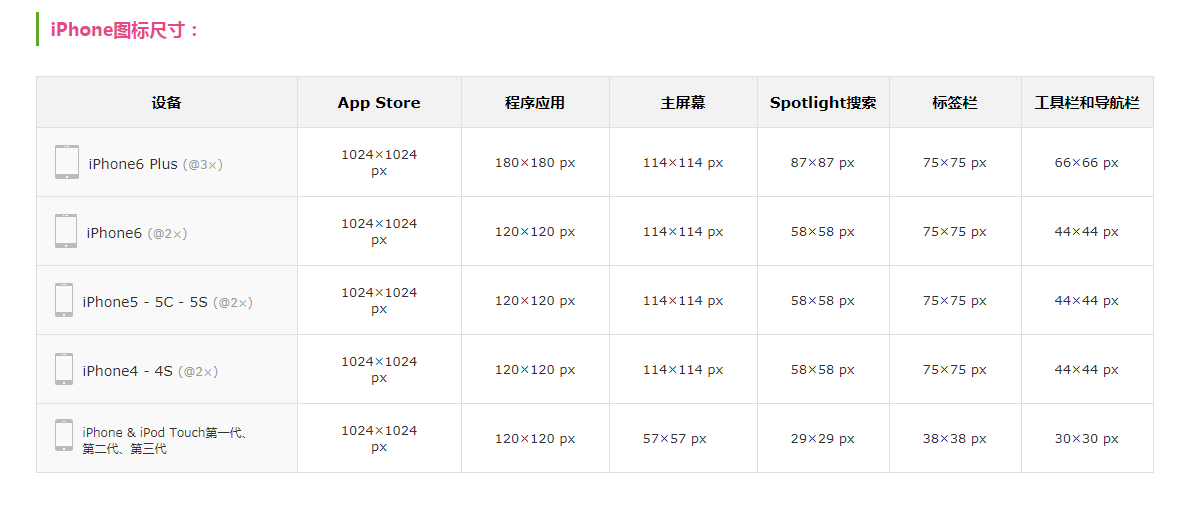 iPhone图标尺寸：
设备 App Store 程序应用 主屏幕 Spotlight搜索 标签栏 工具栏和导航栏
iPhone6 Plus (@3×) 1024×1024 px 180×180 px 114×114 px 87×87 px 75×75 px 66×66 px
iPhone6 (@2×) 1024×1024 px 120×120 px 114×114 px 58×58 px 75×75 px 44×44 px
iPhone5 - 5C - 5S (@2×) 1024×1024 px 120×120 px 114×114 px 58×58 px 75×75 px 44×44 px
iPhone4 - 4S (@2×) 1024×1024 px 120×120 px 114×114 px 58×58 px 75×75 px 44×44 px
iPhone & iPod Touch第一代、第二代、第三代 1024×1024 px 120×120 px 57×57 px 29×29 px 38×38 px 30×30 px